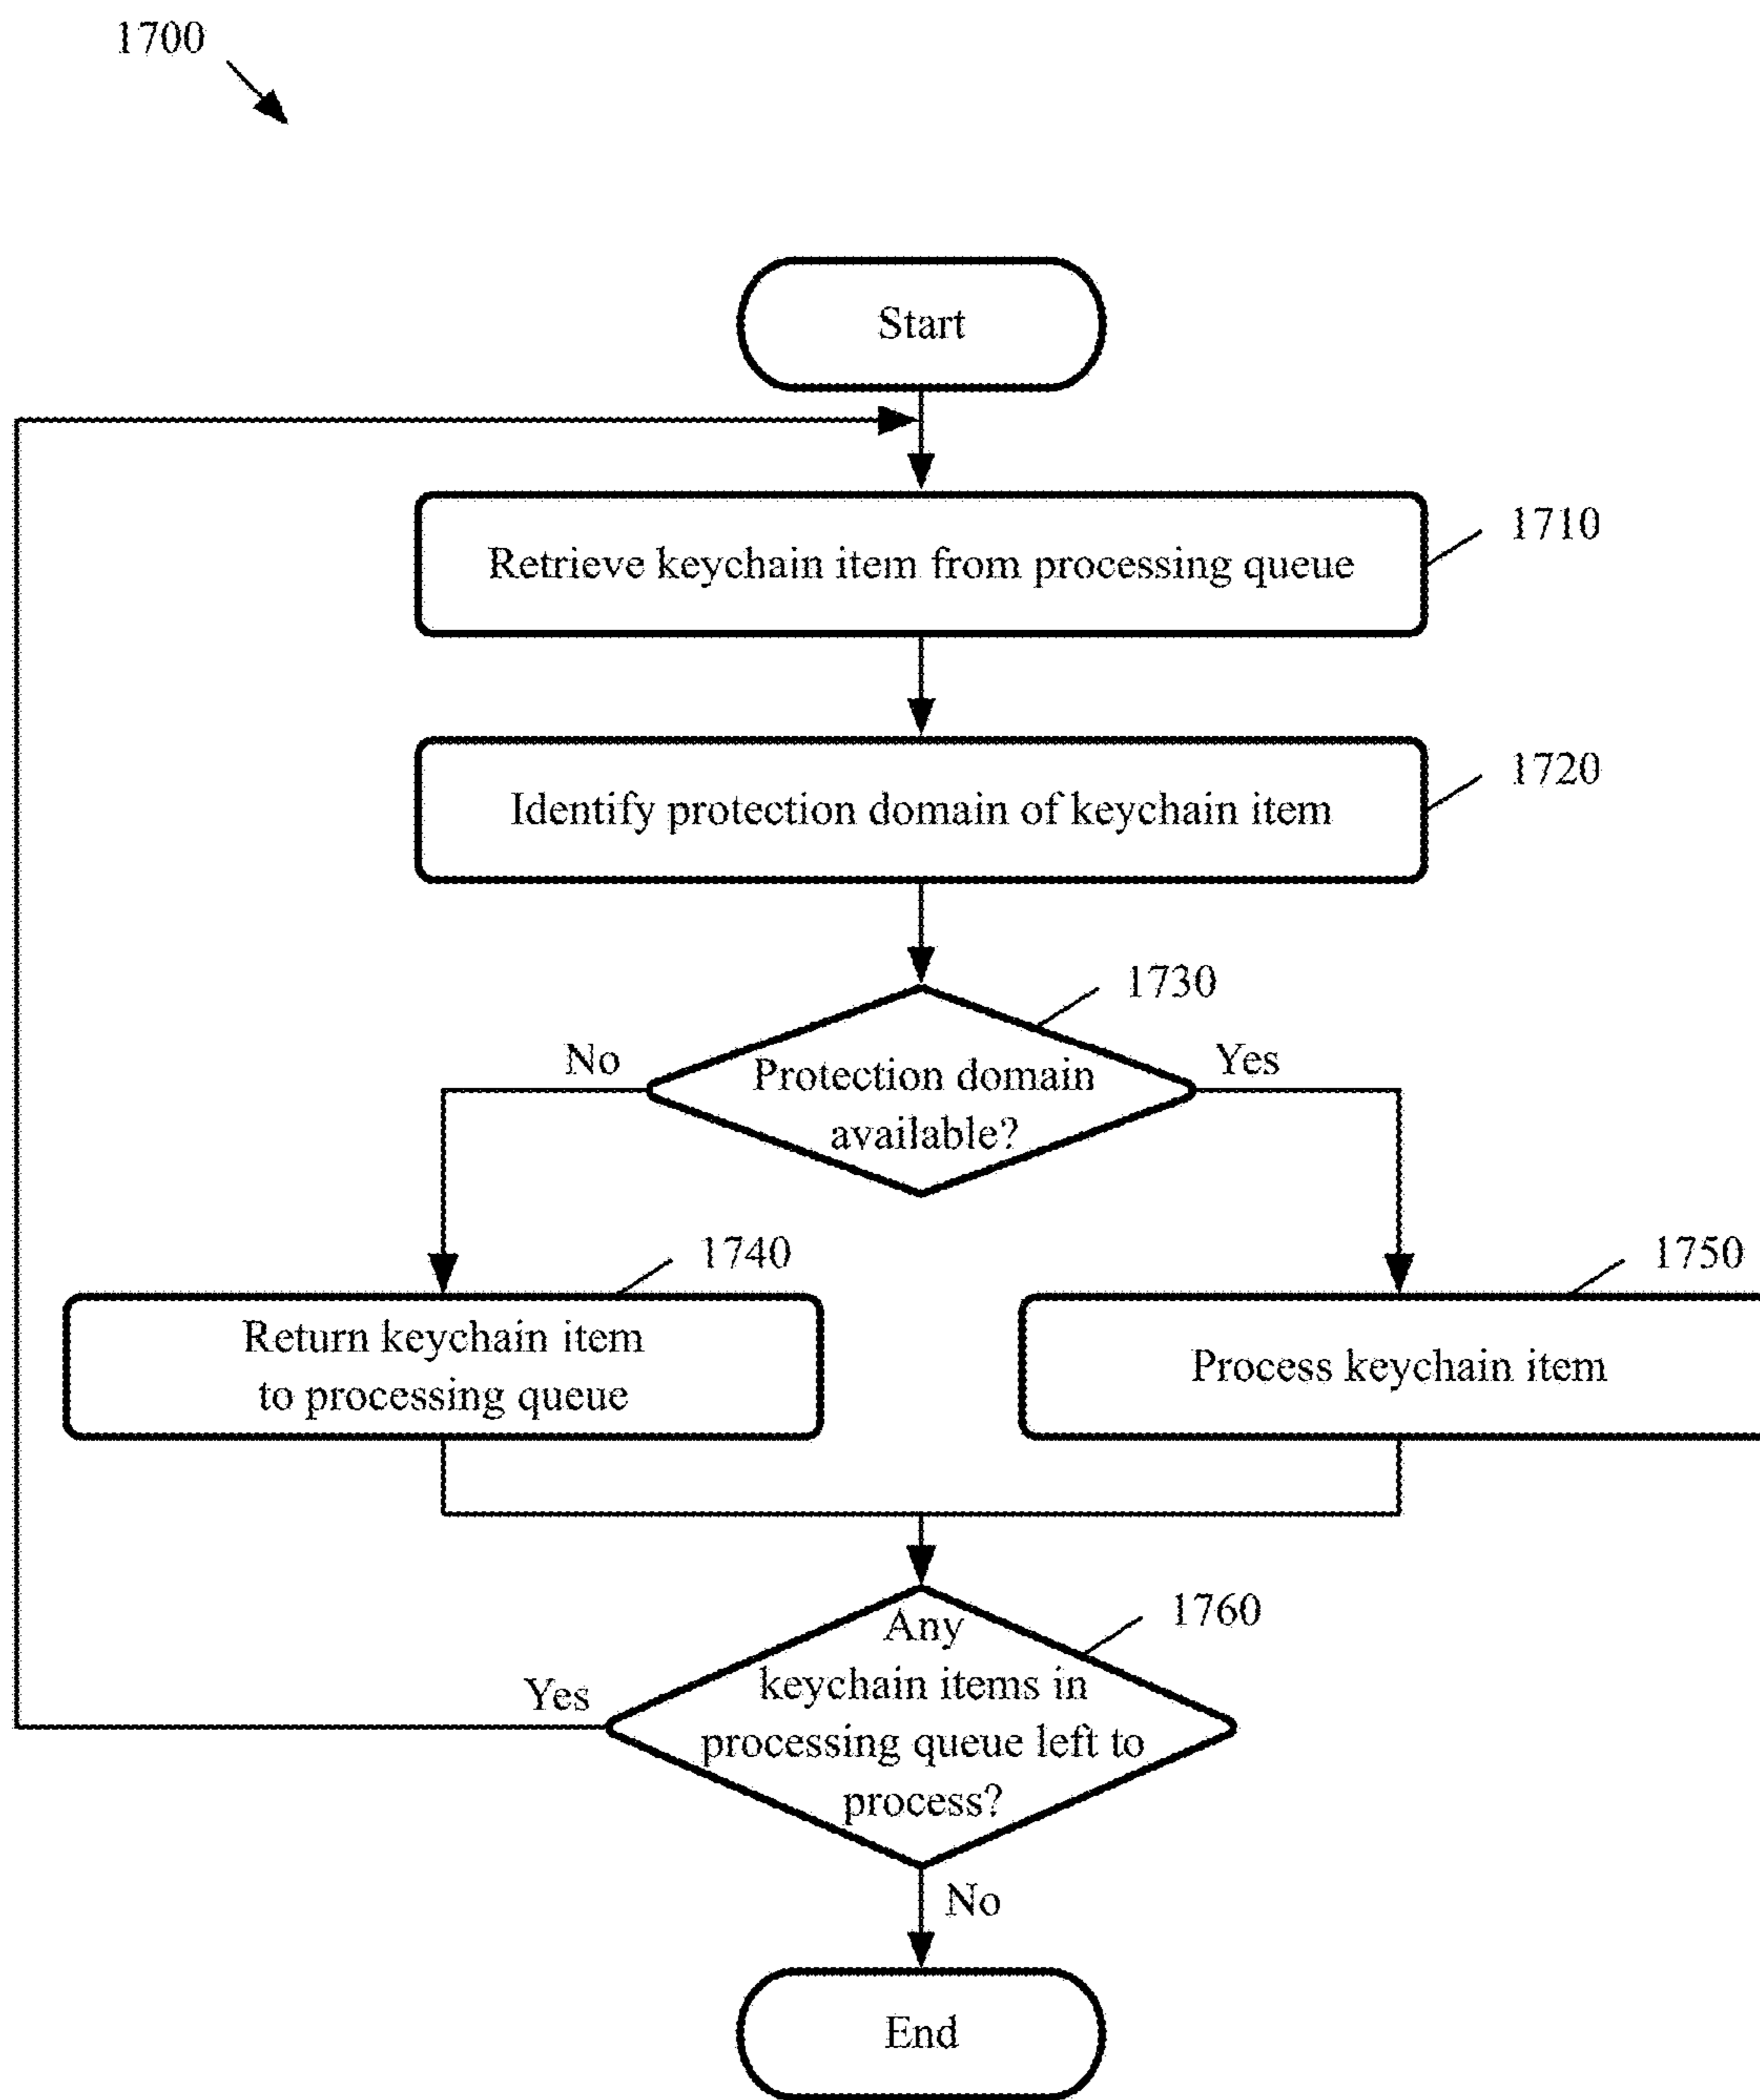 1700
Start
Retrieve keychain item from processing queue
1710
Identify protection domain of keychain item
1720
1730
No
Yes
Protection domain
available?
1740
1750
Return keychain item
to processing queue
Process keychain item
1760
Any
keychain items in
processing queue left to
process?
Yes
No
End